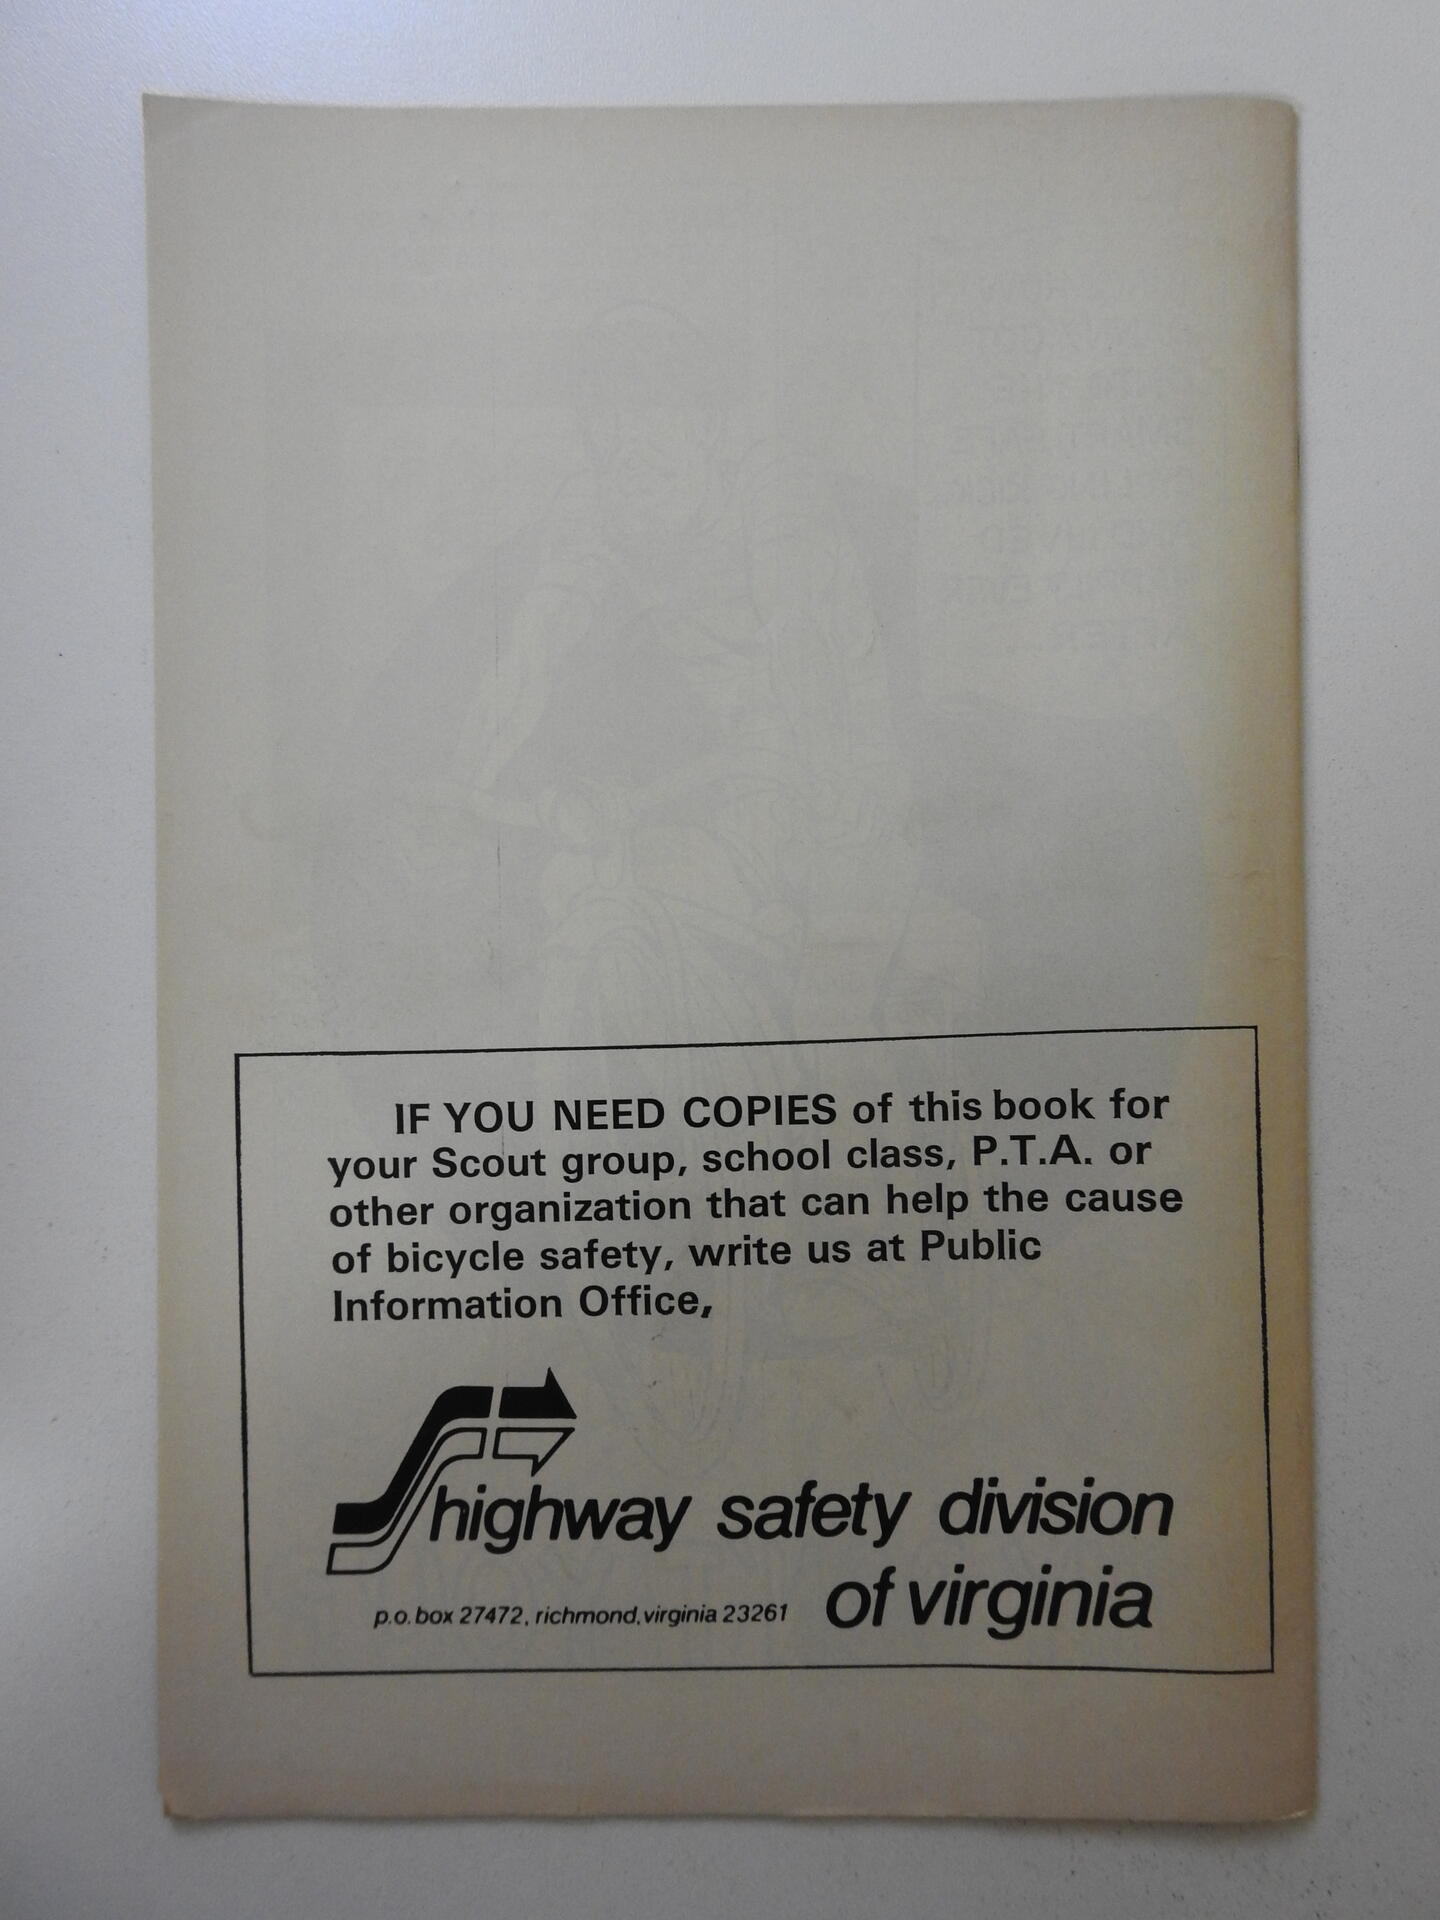 IF YOU NEED COPIES of this book for
your Scout group, school class, P.T.A. or
other organization that can help the cause
of bicycle safety, write us at Public
Information Office,
highway safety division
of virginia
p.o. box 27472, richmond, virginia 23261